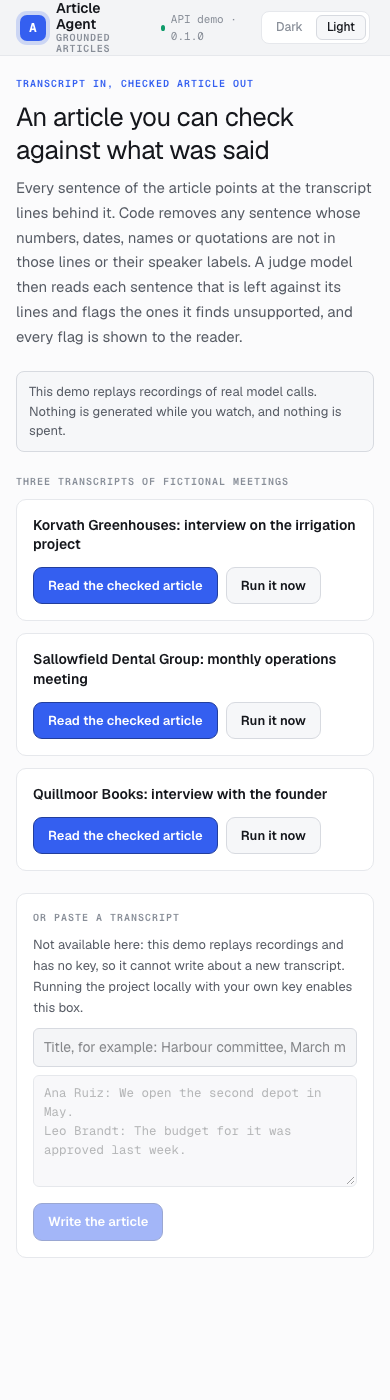 A
Article
Agent
GROUNDED
ARTICLES
API demo ·
0.1.0
Dark
Light
TRANSCRIPT IN, CHECKED ARTICLE OUT
An article you can check
against what was said
Every sentence of the article points at the transcript
lines behind it. Code removes any sentence whose
numbers, dates, names or quotations are not in
those lines or their speaker labels. A judge model
then reads each sentence that is left against its
lines and flags the ones it finds unsupported, and
every flag is shown to the reader.
This demo replays recordings of real model calls.
Nothing is generated while you watch, and nothing is
spent.
THREE TRANSCRIPTS OF FICTIONAL MEETINGS
Korvath Greenhouses: interview on the irrigation
project
Read the checked article
Run it now
Sallowfield Dental Group: monthly operations
meeting
Read the checked article
Run it now
Quillmoor Books: interview with the founder
Read the checked article
Run it now
OR PASTE A TRANSCRIPT
Not available here: this demo replays recordings and
has no key, so it cannot write about a new transcript.
Running the project locally with your own key enables
this box.
Title, for example: Harbour committee, March m
Ana Ruiz: We open the second depot in
May.
Leo Brandt: The budget for it was
approved last week.
Write the article